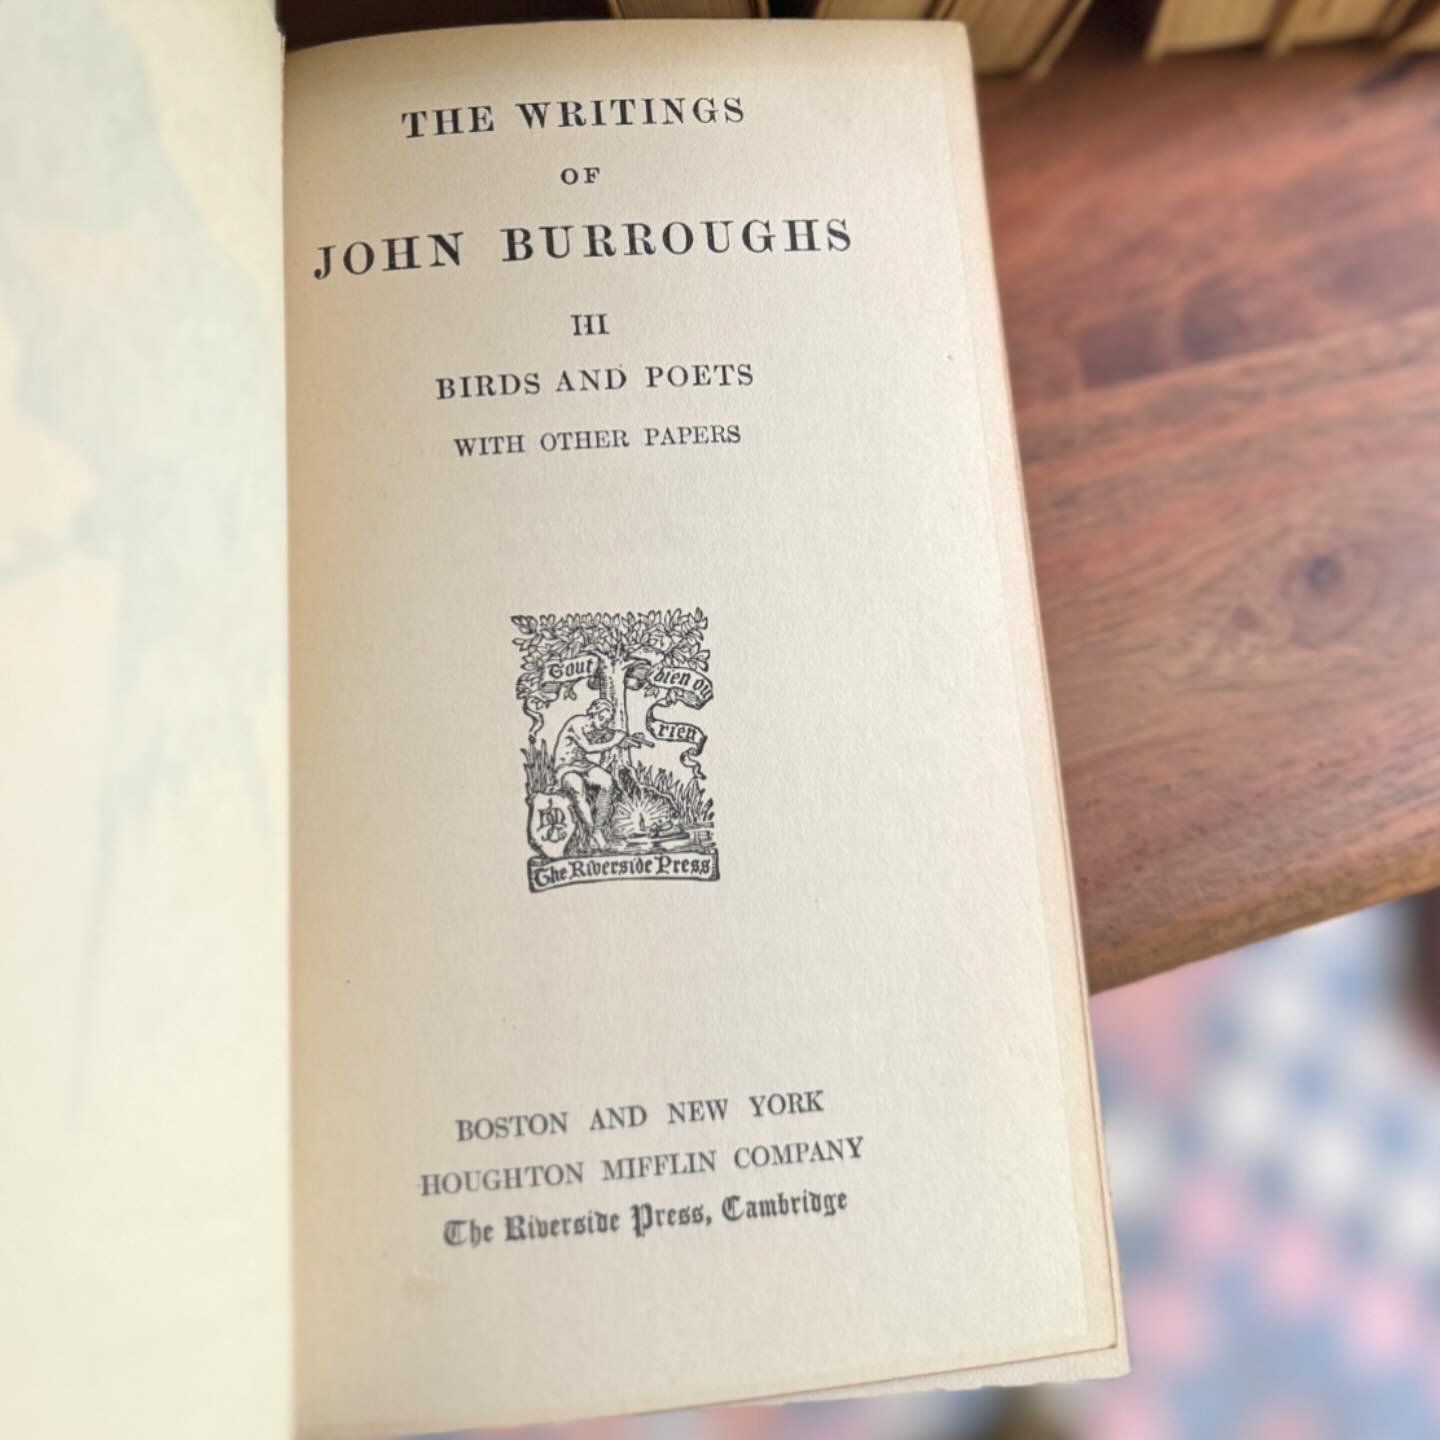 THE WRITINGS
OF
JOHN BURROUGHS
III
BIRDS AND POETS
WITH OTHER PAPERS
Tout bien ou
rien
The Riverside Press
BOSTON AND NEW YORK
HOUGHTON MIFFLIN COMPANY
The Riverside Press, Cambridge